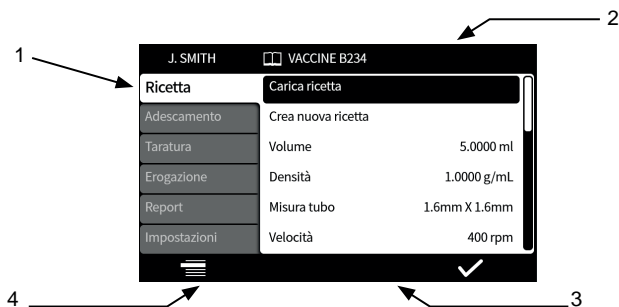 2
1
J. SMITH VACCINE B234
Ricetta Carica ricetta
Adescamento Crea nuova ricetta
Taratura Volume 5.0000 ml
Erogazione Densità 1.0000 g/mL
Report Misura tubo 1.6mm X 1.6mm
Impostazioni Velocità 400 rpm
4 3